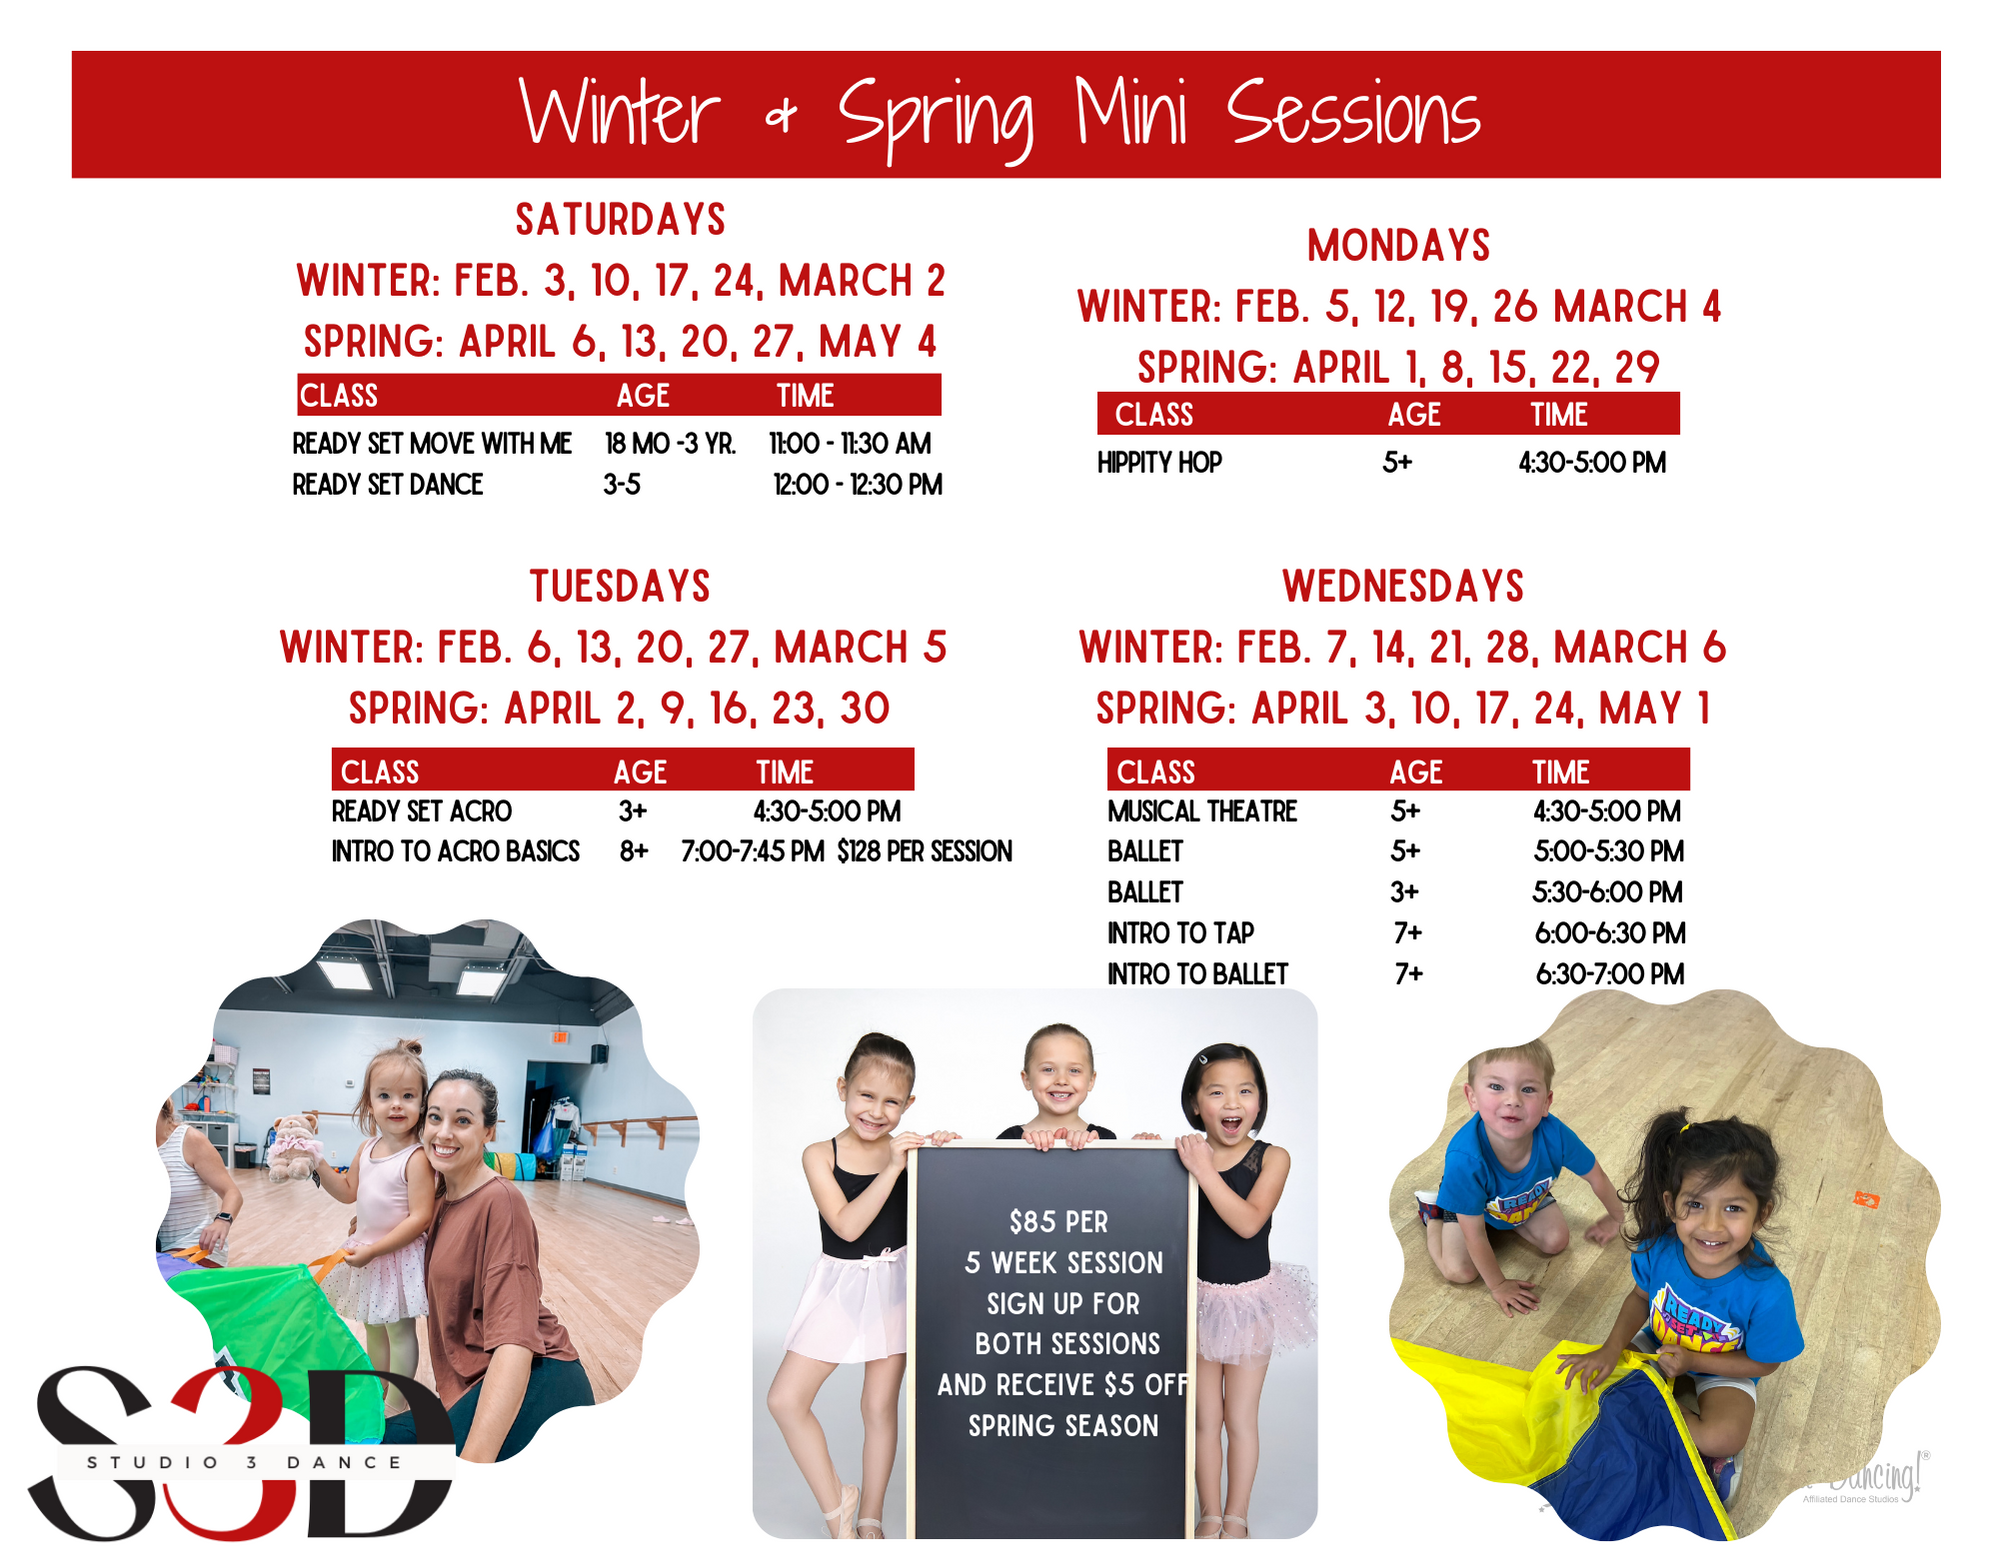 Winter & Spring Mini Sessions
SATURDAYS
WINTER: FEB. 3, 10, 17, 24, MARCH 2
SPRING: APRIL 6, 13, 20, 27, MAY 4
CLASS AGE TIME
READY SET MOVE WITH ME 18 MO -3 YR. 11:00 - 11:30 AM
READY SET DANCE 3-5 12:00 - 12:30 PM
MONDAYS
WINTER: FEB. 5, 12, 19, 26 MARCH 4
SPRING: APRIL 1, 8, 15, 22, 29
CLASS AGE TIME
HIPPITY HOP 5+ 4:30-5:00 PM
TUESDAYS
WINTER: FEB. 6, 13, 20, 27, MARCH 5
SPRING: APRIL 2, 9, 16, 23, 30
CLASS AGE TIME
READY SET ACRO 3+ 4:30-5:00 PM
INTRO TO ACRO BASICS 8+ 7:00-7:45 PM $128 PER SESSION
WEDNESDAYS
WINTER: FEB. 7, 14, 21, 28, MARCH 6
SPRING: APRIL 3, 10, 17, 24, MAY 1
CLASS AGE TIME
MUSICAL THEATRE 5+ 4:30-5:00 PM
BALLET 5+ 5:00-5:30 PM
BALLET 3+ 5:30-6:00 PM
INTRO TO TAP 7+ 6:00-6:30 PM
INTRO TO BALLET 7+ 6:30-7:00 PM
$85 PER
5 WEEK SESSION
SIGN UP FOR
BOTH SESSIONS
AND RECEIVE $5 OFF
SPRING SEASON
READY
SET
READY
SET
S3D
STUDIO 3 DANCE
Dancing!®
Affiliated Dance Studios